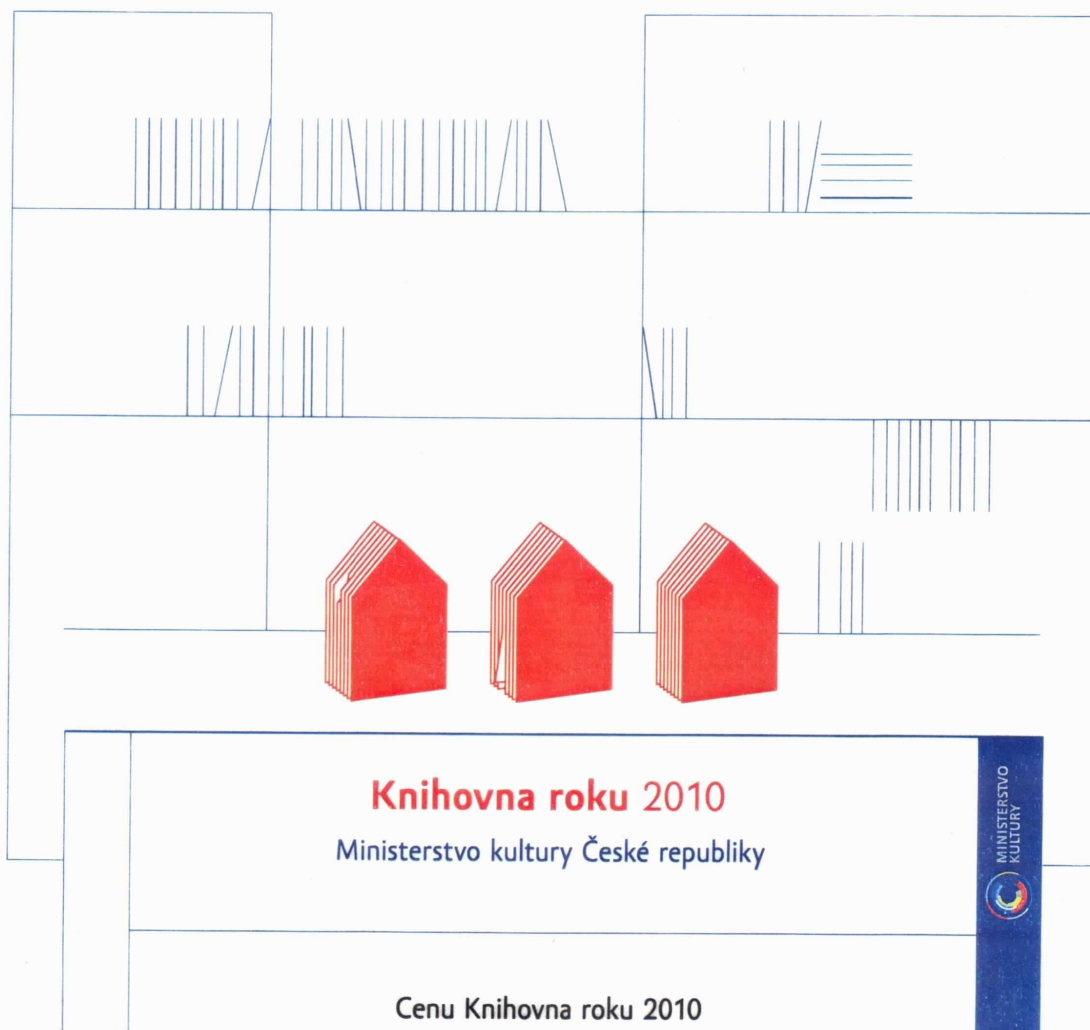 Knihovna roku 2010
Ministerstvo kultury České republiky
MINISTERSTVO
KULTURY
Cenu Knihovna roku 2010